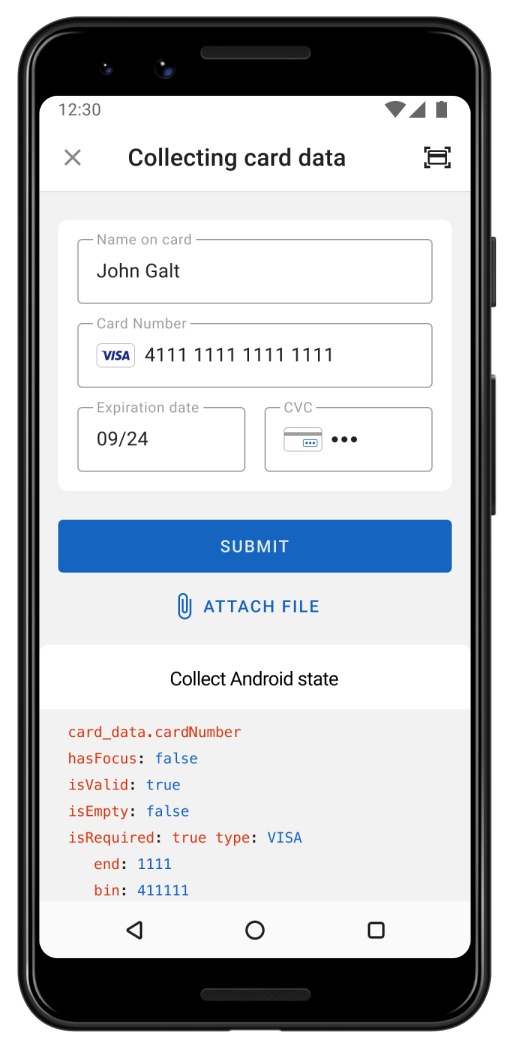 12:30
Collecting card data
Name on card
John Galt
Card Number
VISA 4111 1111 1111 1111
Expiration date CVC
09/24 •••
SUBMIT
ATTACH FILE
Collect Android state
card_data.cardNumber
hasFocus: false
isValid: true
isEmpty: false
isRequired: true type: VISA
end: 1111
bin: 411111